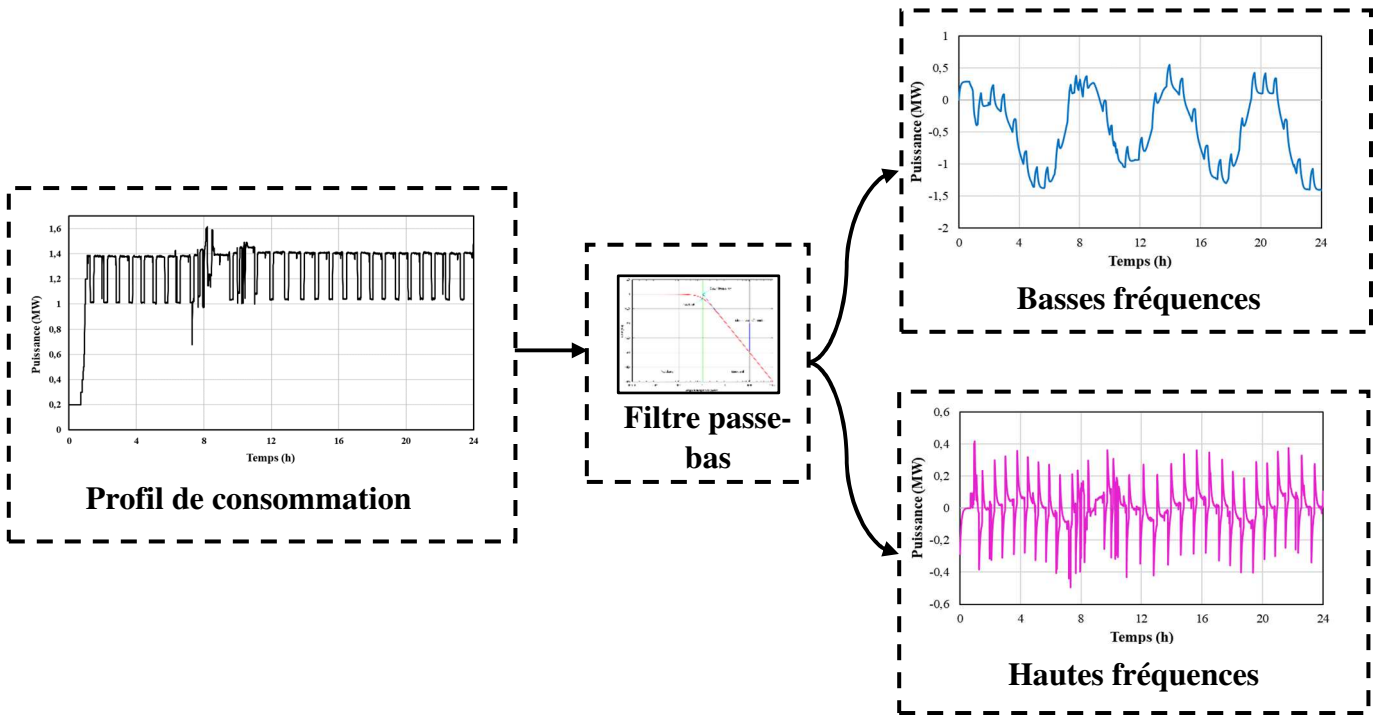 1,6
1,4
1,2
1
0,8
0,6
0,4
0,2
0
Puissance (MW)
0 4 8 12 16 20 24
Temps (h)
Profil de consommation
Filtre passe-
bas
1
0,5
0
-0,5
-1
-1,5
-2
Puissance (MW)
0 4 8 12 16 20 24
Temps (h)
Basses fréquences
0,6
0,4
0,2
0
-0,2
-0,4
-0,6
Puissance (MW)
0 4 8 12 16 20 24
Temps (h)
Hautes fréquences